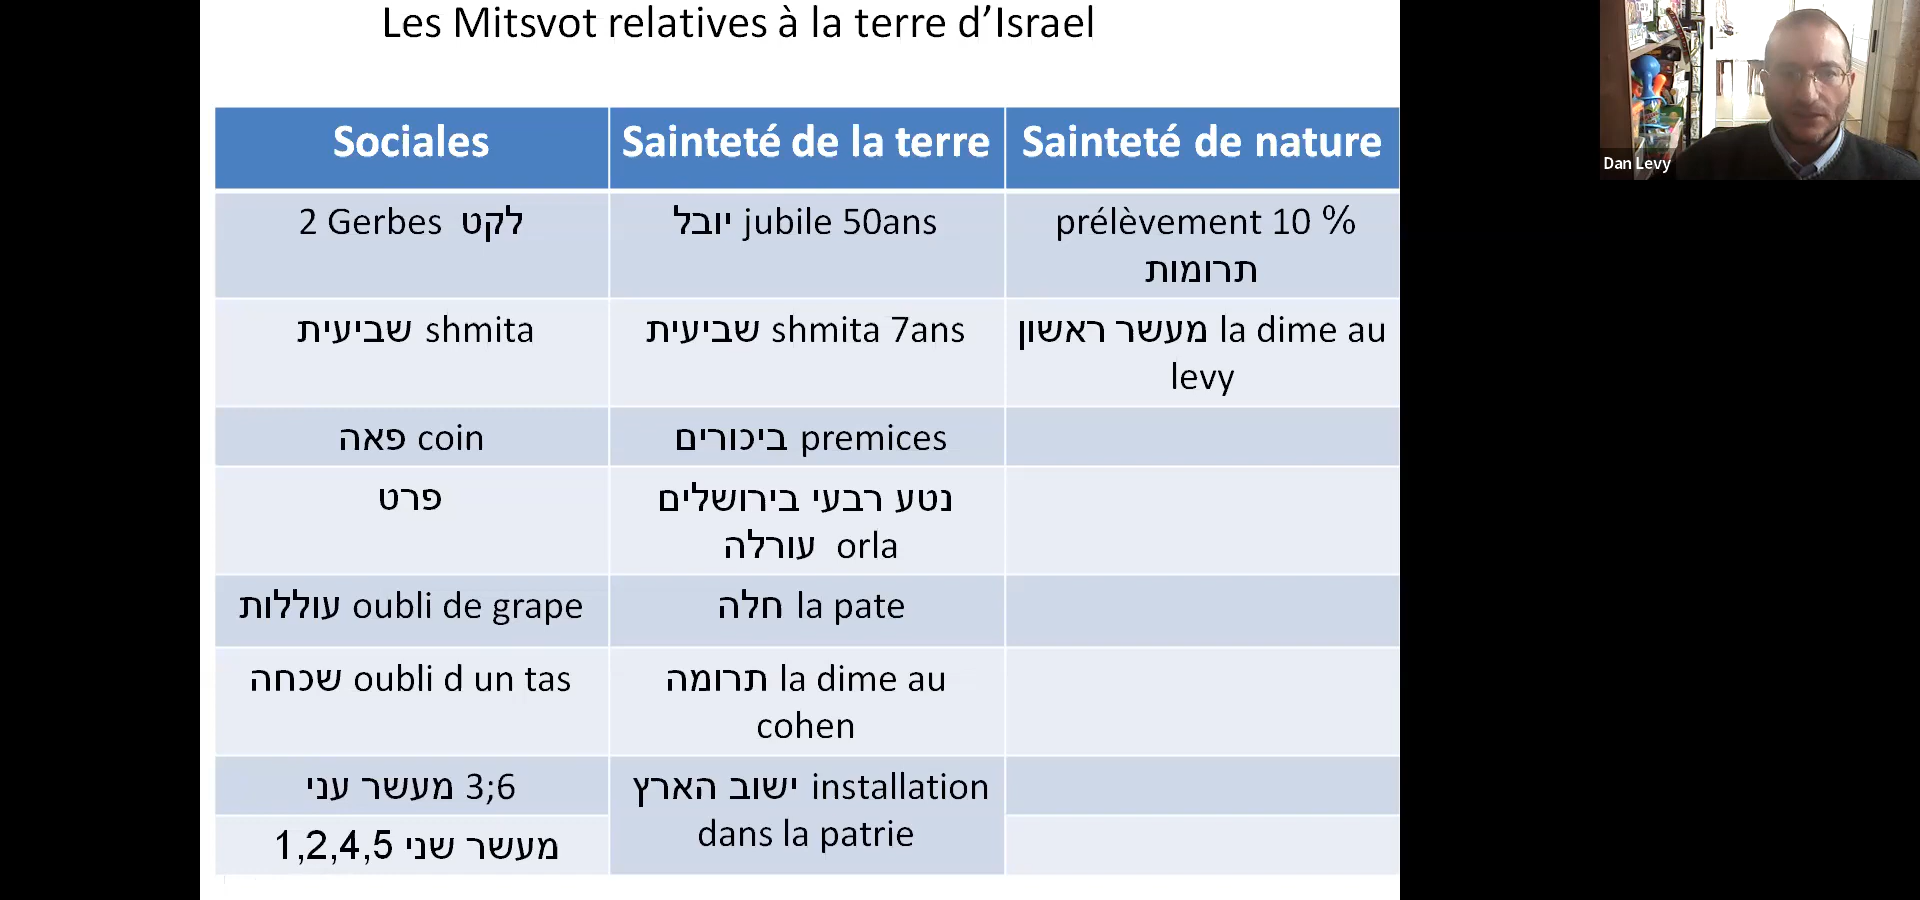 Les Mitsvot relatives à la terre d’Israel
Dan Levy
Sociales
Sainteté de la terre
Sainteté de nature
2 Gerbes לקט
יובל jubile 50ans
prélèvement 10 %
תרומות
שביעית shmita
שביעית shmita 7ans
מעשר ראשון la dime au
levy
פאה coin
ביכורים premices
פרט
נטע רבעי בירושלים
עורלה orla
עוללות oubli de grape
חלה la pate
שכחה oubli d un tas
תרומה la dime au
cohen
מעשר עני 3;6
ישוב הארץ installation
dans la patrie
מעשר שני 1,2,4,5